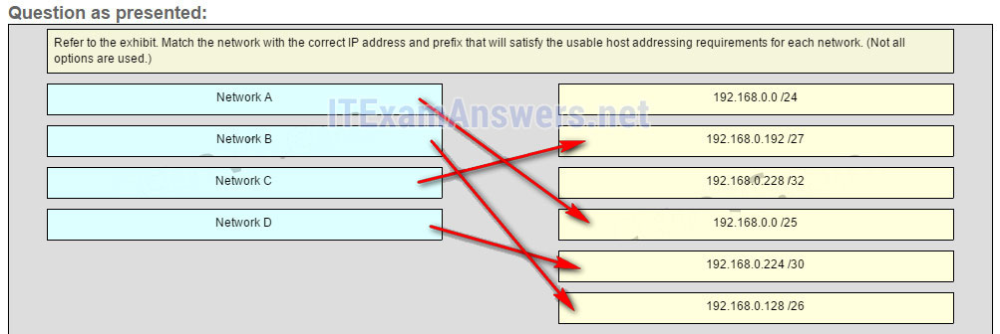 Question as presented:
Refer to the exhibit. Match the network with the correct IP address and prefix that will satisfy the usable host addressing requirements for each network. (Not all
options are used.)
Network A
192.168.0.0 /24
ITExamAnswers.net
Network B
192.168.0.192 /27
Network C
192.168.0.228 /32
Network D
192.168.0.0 /25
192.168.0.224 /30
192.168.0.128 /26